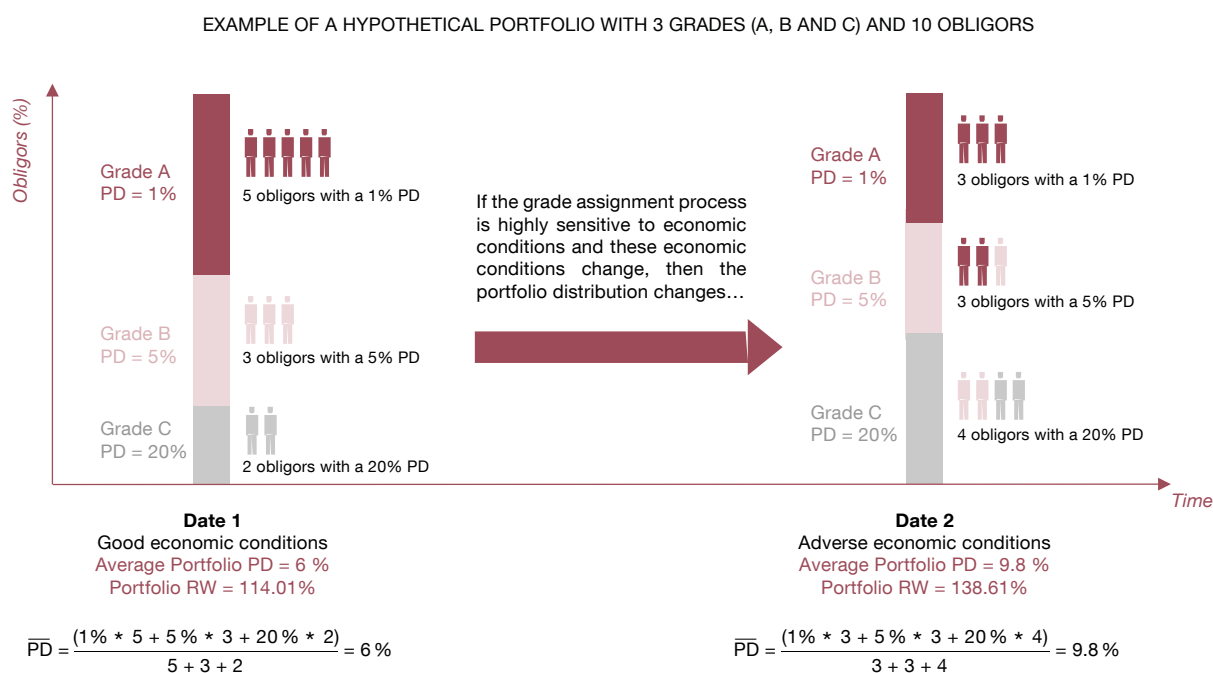 EXAMPLE OF A HYPOTHETICAL PORTFOLIO WITH 3 GRADES (A, B AND C) AND 10 OBLIGORS
Obligors (%)
Grade A
PD = 1%
5 obligors with a 1% PD
Grade B
PD = 5%
3 obligors with a 5% PD
Grade C
PD = 20%
2 obligors with a 20% PD
If the grade assignment process
is highly sensitive to economic
conditions and these economic
conditions change, then the
portfolio distribution changes…
Grade A
PD = 1%
3 obligors with a 1% PD
Grade B
PD = 5%
3 obligors with a 5% PD
Grade C
PD = 20%
4 obligors with a 20% PD
Time
Date 1
Good economic conditions
Average Portfolio PD = 6 %
Portfolio RW = 114.01%
(1% * 5 + 5% * 3 + 20% * 2)
PD = = 6%
5 + 3 + 2
Date 2
Adverse economic conditions
Average Portfolio PD = 9.8 %
Portfolio RW = 138.61%
(1% * 3 + 5% * 3 + 20% * 4)
PD = = 9.8%
3 + 3 + 4